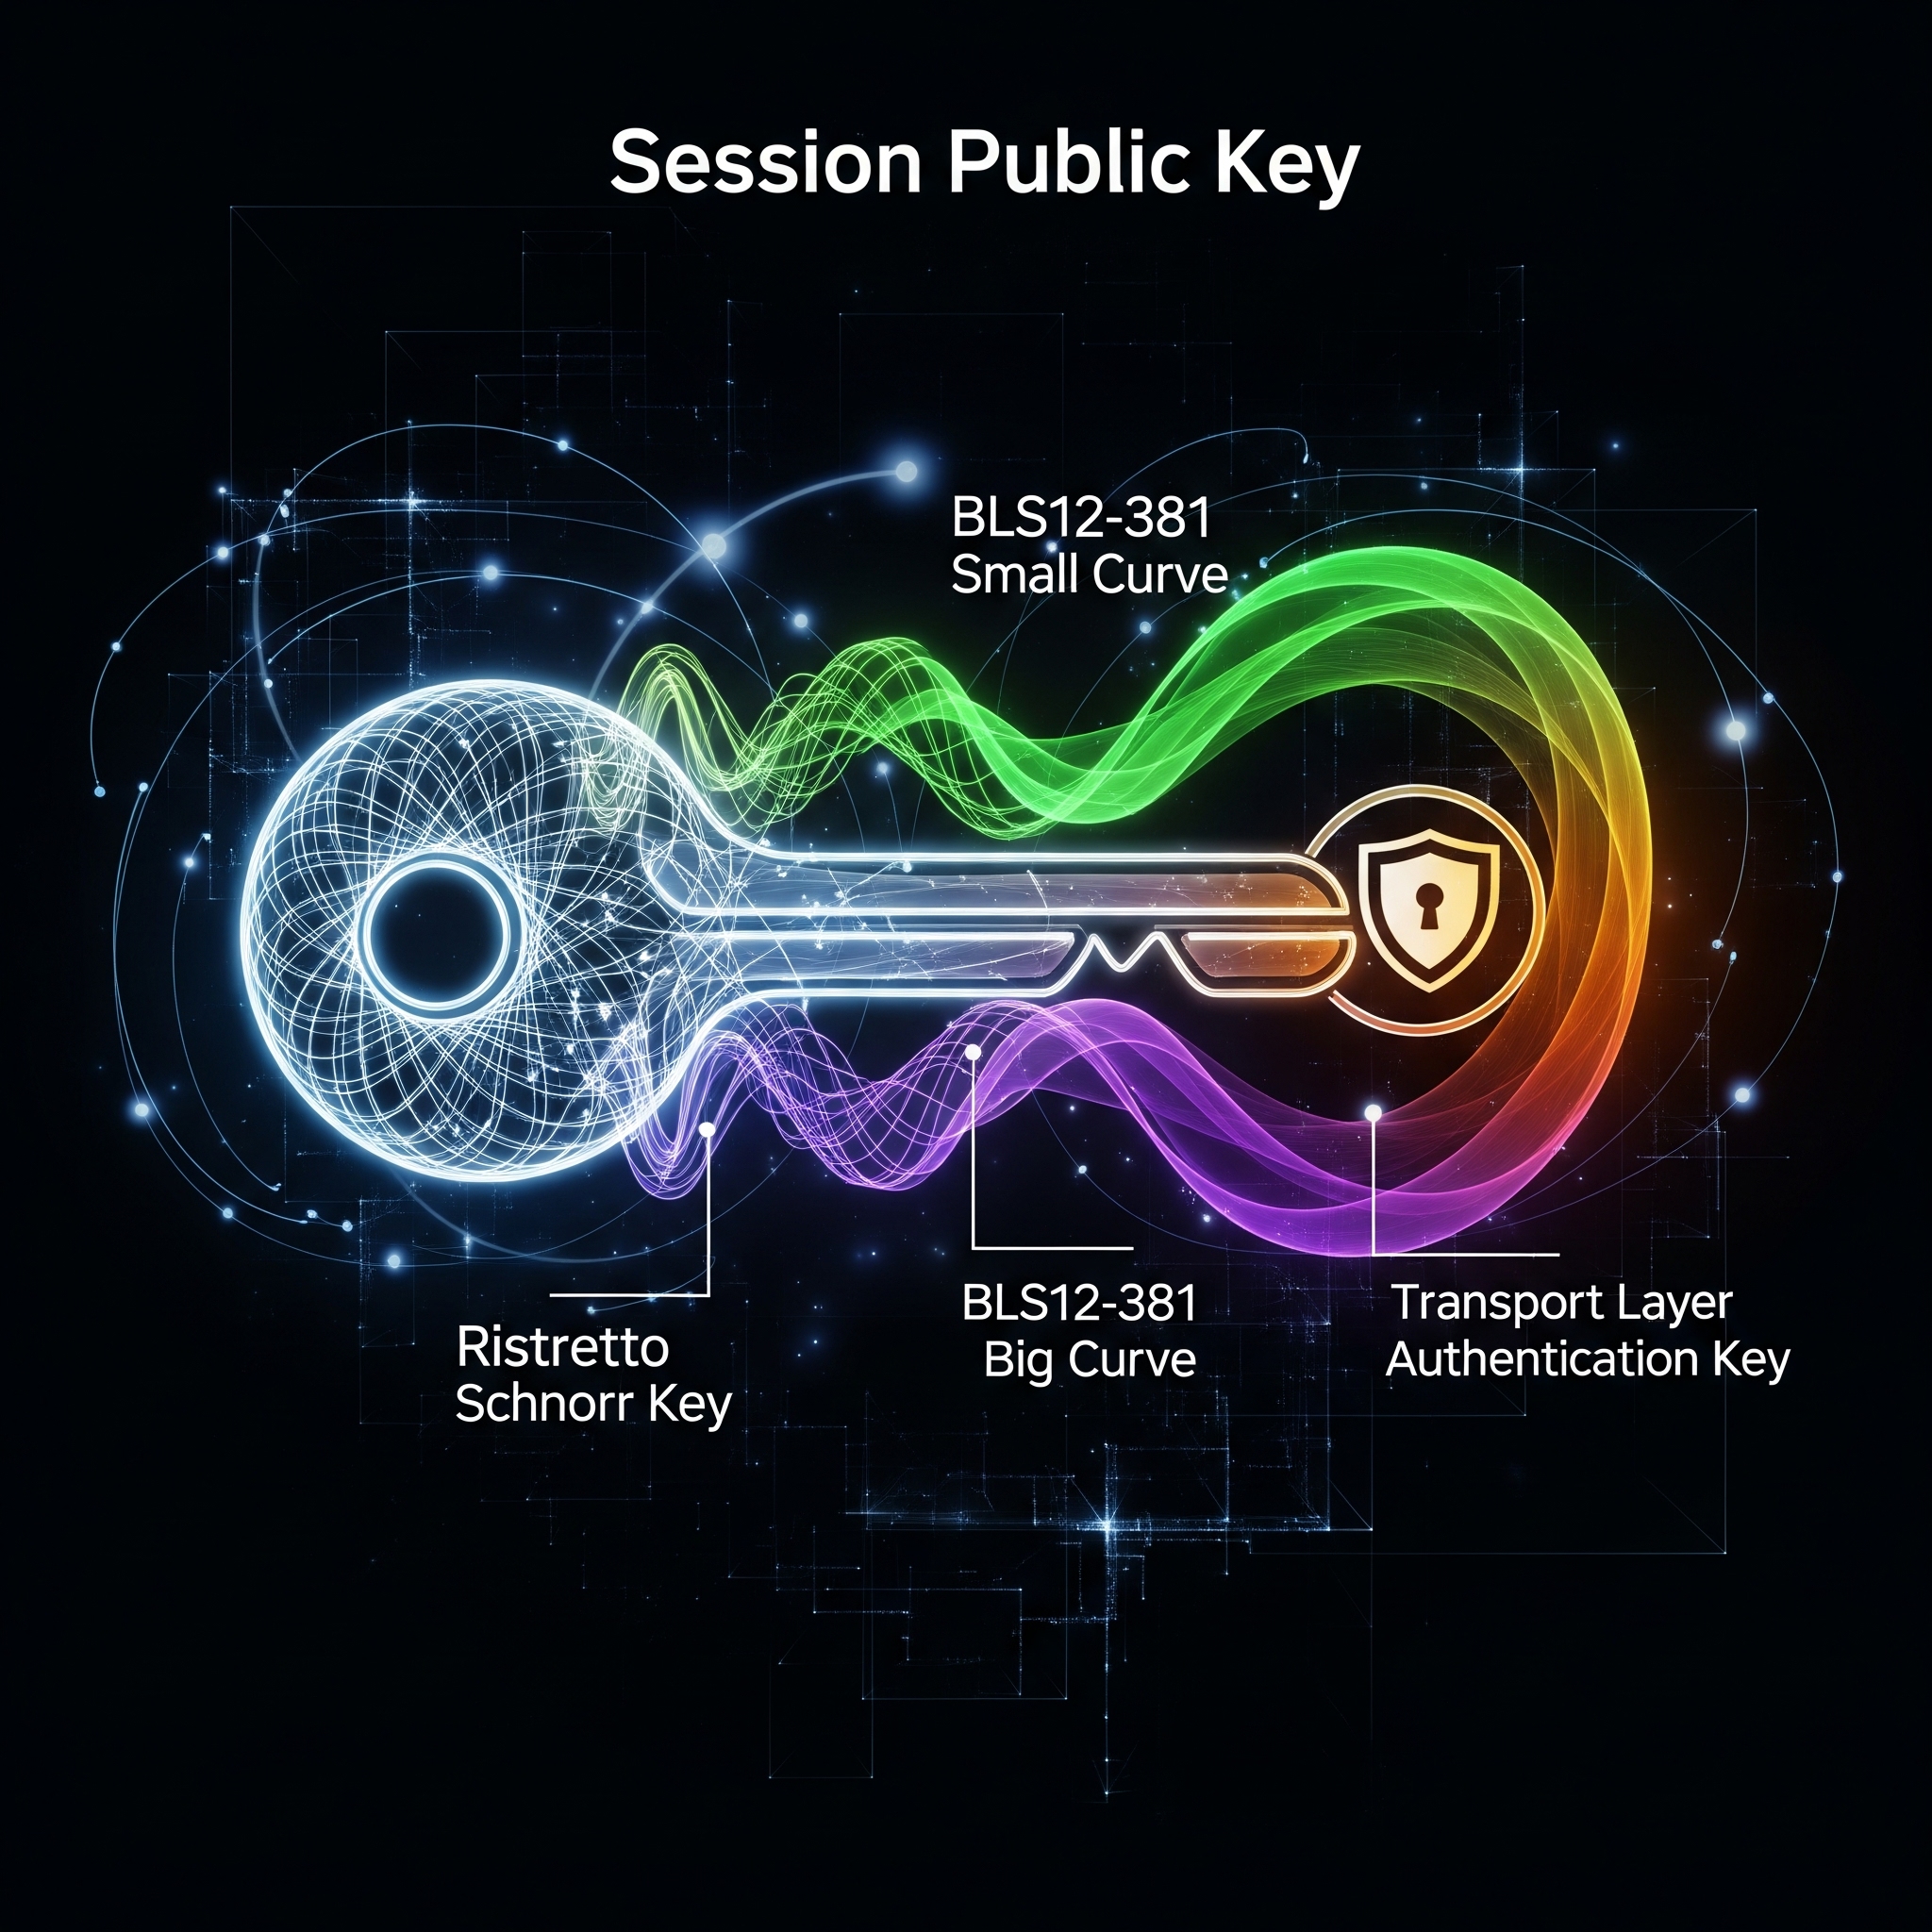 Session Public Key
BLS12-381
Small Curve
Ristretto
Schnorr Key
BLS12-381
Big Curve
Transport Layer
Authentication Key